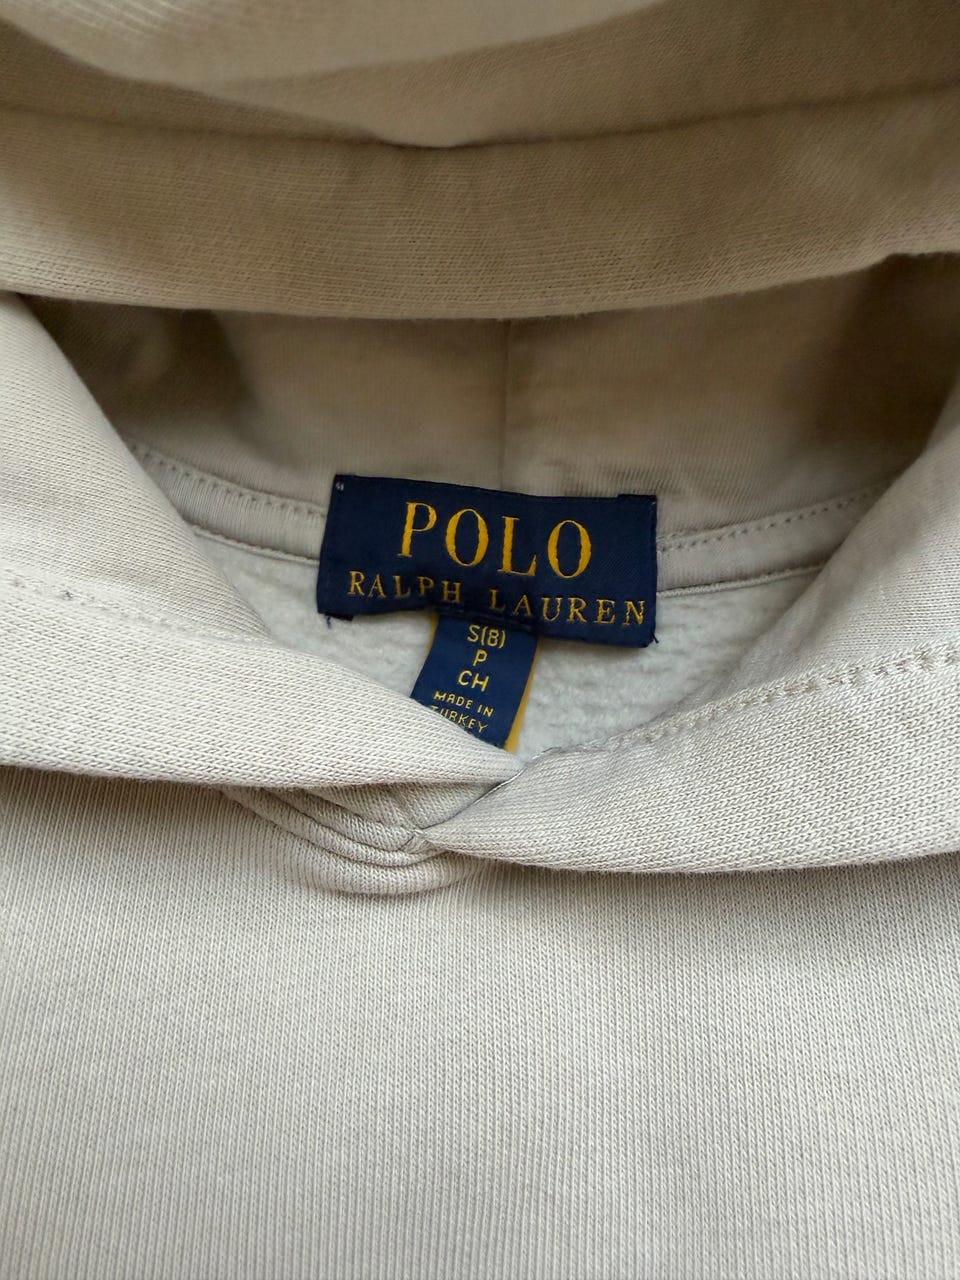 POLO
RALPH LAUREN
S(8)
P
CH
MADE IN
TURKEY